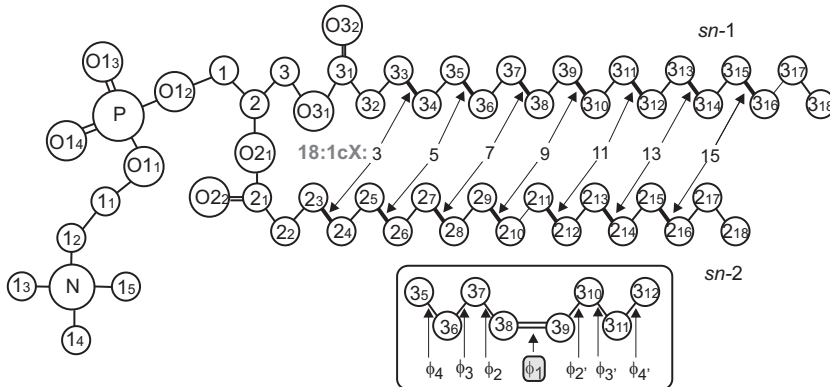 O3₂ sn-1
O1₃ 1 3 3₁ 3₃ 3₅ 3₇ 3₉ 3₁₁ 3₁₃ 3₁₅ 3₁₇
P O1₂ 2 O3₁ 3₂ 3₄ 3₆ 3₈ 3₁₀ 3₁₂ 3₁₄ 3₁₆ 3₁₈
O1₄ O1₁ O2₁ 18:1cX: 3 5 7 9 11 13 15
1₁ O2₂ 2₁ 2₃ 2₅ 2₇ 2₉ 2₁₁ 2₁₃ 2₁₅ 2₁₇
1₂ 2₂ 2₄ 2₆ 2₈ 2₁₀ 2₁₂ 2₁₄ 2₁₆ 2₁₈
sn-2
1₃ N 1₅ 3₅ 3₇ 3₁₀ 3₁₂
3₆ 3₈ 3₉ 3₁₁
1₄
ϕ₄ ϕ₃ ϕ₂ ϕ₁ ϕ₂' ϕ₃' ϕ₄'